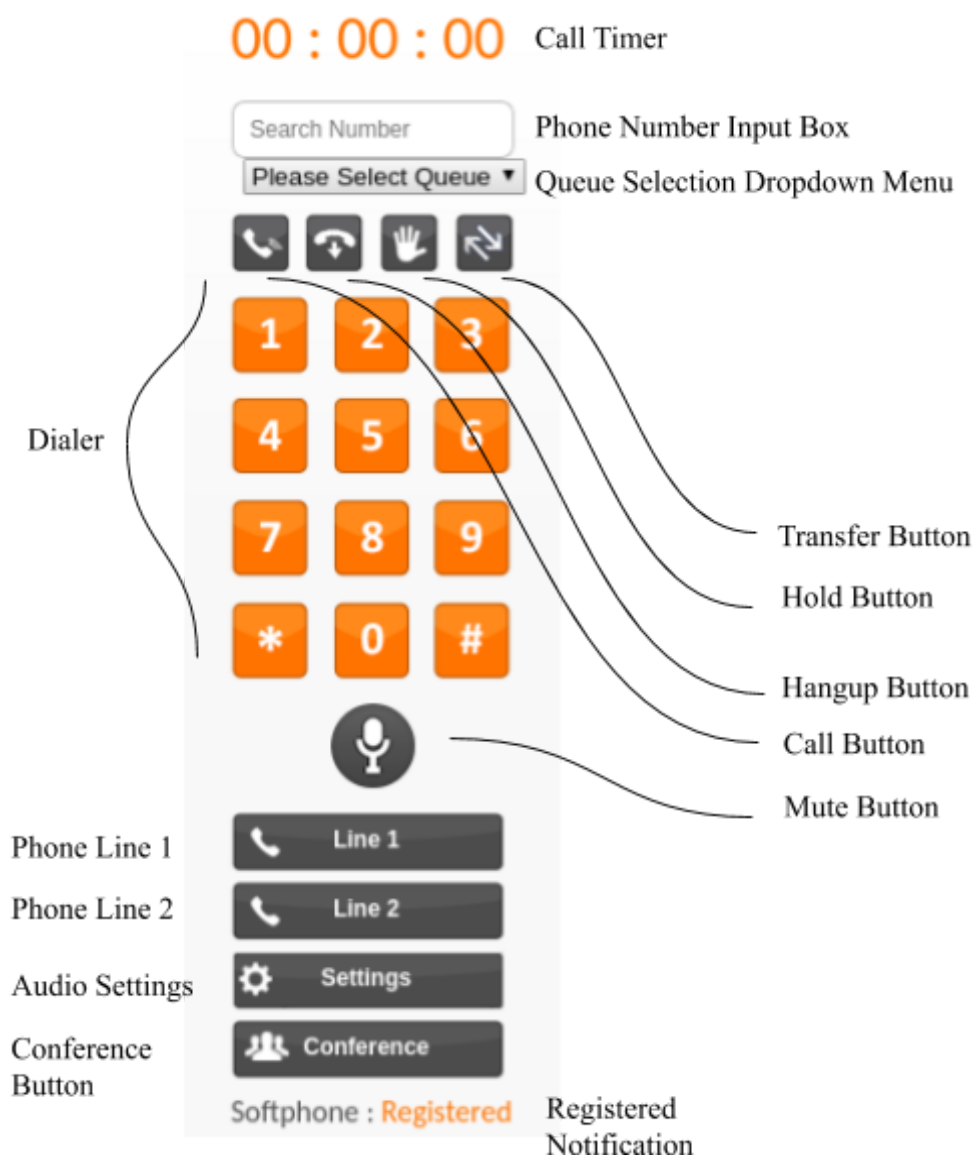 00 : 00 : 00 Call Timer
Search Number Phone Number Input Box
Please Select Queue Queue Selection Dropdown Menu
1 2 3
Dialer 4 5 6
7 8 9
Transfer Button
Hold Button
* 0 #
Hangup Button
Call Button
Mute Button
Phone Line 1 Line 1
Phone Line 2 Line 2
Audio Settings Settings
Conference
Button
Conference
Softphone : Registered
Registered
Notification